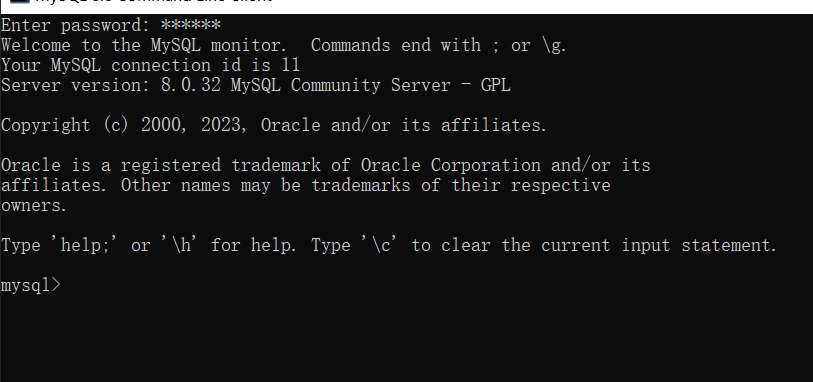 MySQL 8.0 Command Line Client
Enter password: ******
Welcome to the MySQL monitor.  Commands end with ; or \g.
Your MySQL connection id is 11
Server version: 8.0.32 MySQL Community Server - GPL
Copyright (c) 2000, 2023, Oracle and/or its affiliates.
Oracle is a registered trademark of Oracle Corporation and/or its
affiliates. Other names may be trademarks of their respective
owners.
Type 'help;' or '\h' for help. Type '\c' to clear the current input statement.
mysql>